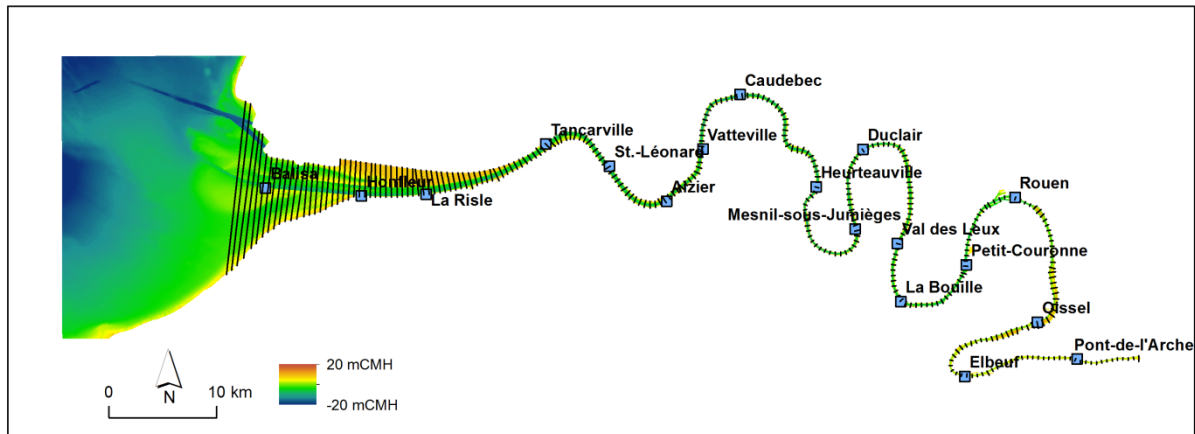 Caudebec
Tancarville
Vatteville
Duclair
St.-Léonard
Balisa
Honfleur
La Risle
Aizier
Heurteauville
Rouen
Mesnil-sous-Jumièges
Val des Leux
Petit-Couronne
La Bouille
Oissel
Pont-de-l'Arche
Elbeuf
20 mCMH
-20 mCMH
0
10 km
N